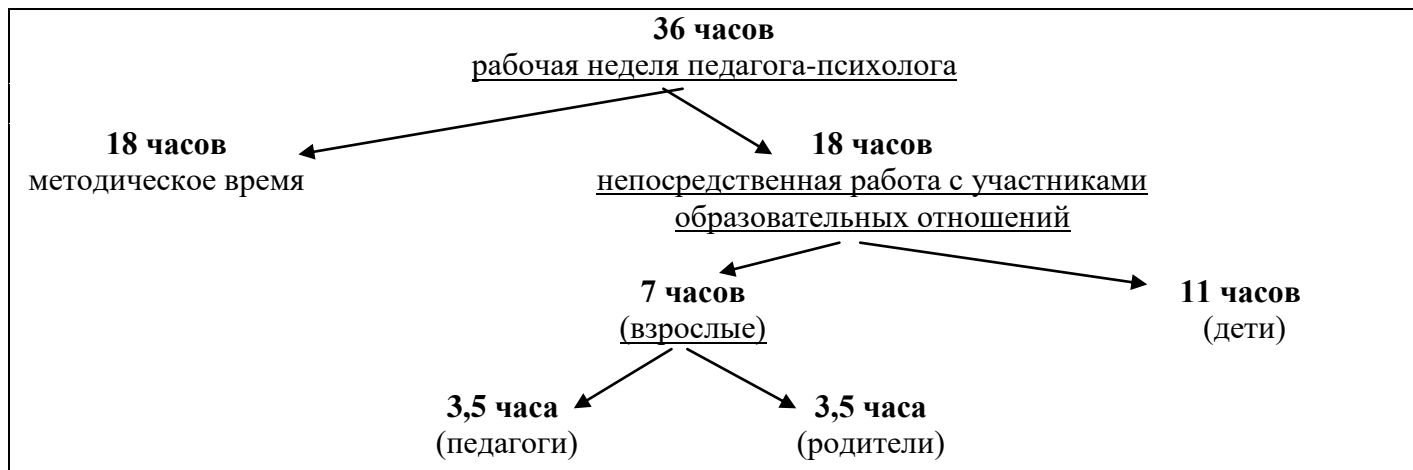 36 часов
рабочая неделя педагога-психолога
18 часов
методическое время
18 часов
непосредственная работа с участниками
образовательных отношений
7 часов
(взрослые)
11 часов
(дети)
3,5 часа
(педагоги)
3,5 часа
(родители)